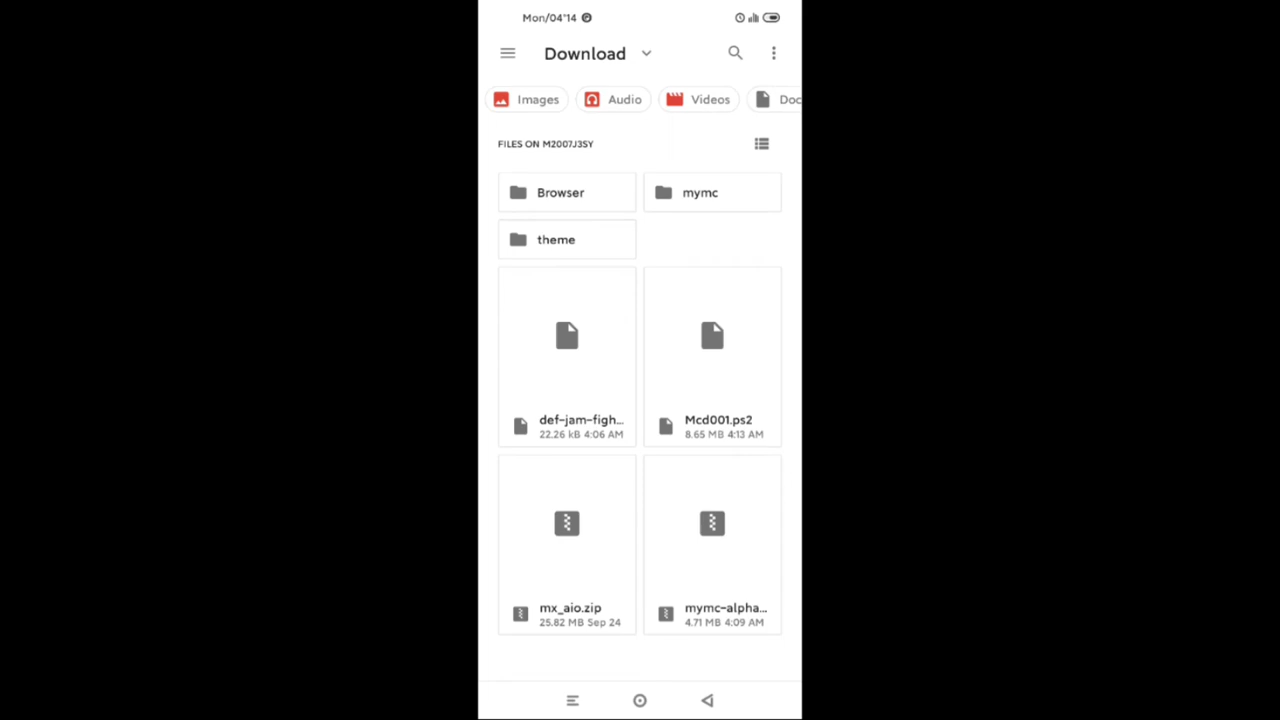 Mon/04"14
Download
Images
Audio
Videos
Doc
FILES ON M2007J3SY
Browser
mymc
theme
def-jam-figh...
22.26 kB 4:06 AM
Mcd001.ps2
8.65 MB 4:13 AM
mx_aio.zip
25.82 MB Sep 24
mymc-alpha...
4.71 MB 4:09 AM